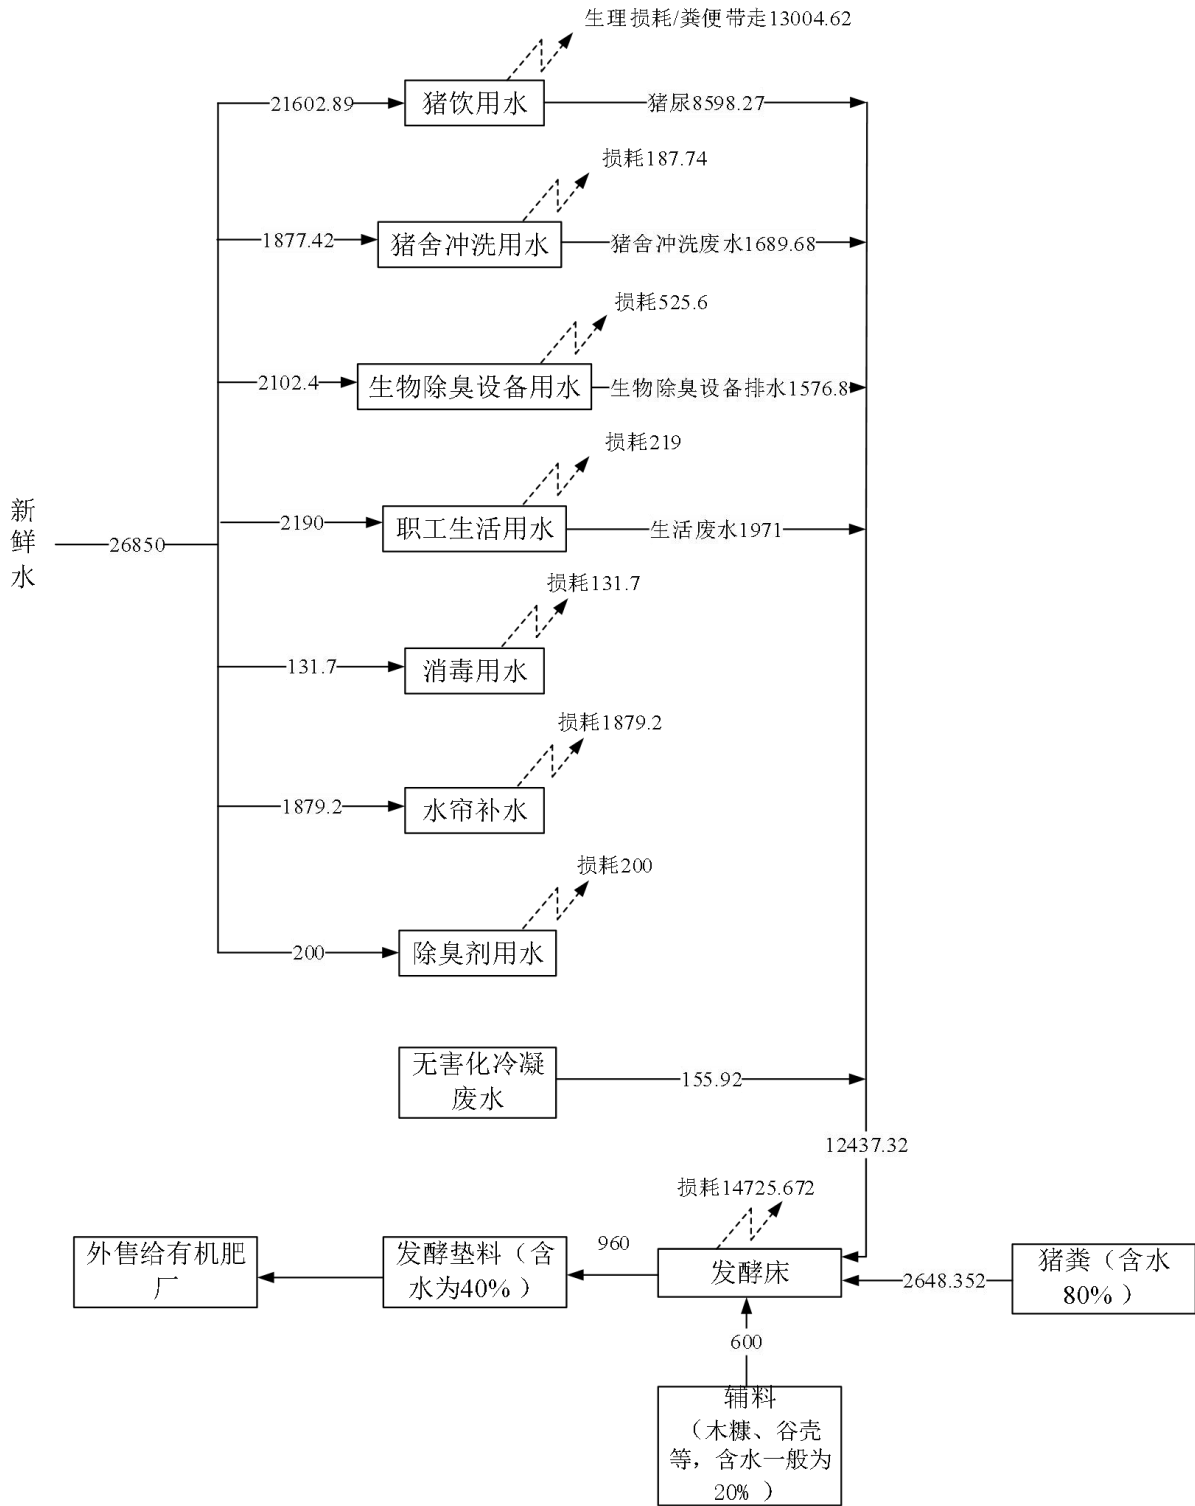 生理损耗/粪便带走13004.62
21602.89
猪饮用水
猪尿8598.27
损耗187.74
1877.42
猪舍冲洗用水
猪舍冲洗废水1689.68
损耗525.6
2102.4
生物除臭设备用水
生物除臭设备排水1576.8
损耗219
2190
职工生活用水
生活废水1971
新
鲜
水
26850
损耗131.7
131.7
消毒用水
损耗1879.2
1879.2
水帘补水
损耗200
200
除臭剂用水
无害化冷凝
废水
155.92
12437.32
损耗14725.672
外售给有机肥
厂
发酵垫料（含
水为40%）
960
发酵床
2648.352
猪粪（含水
80%）
600
辅料
（木糠、谷壳
等，含水一般为
20%）